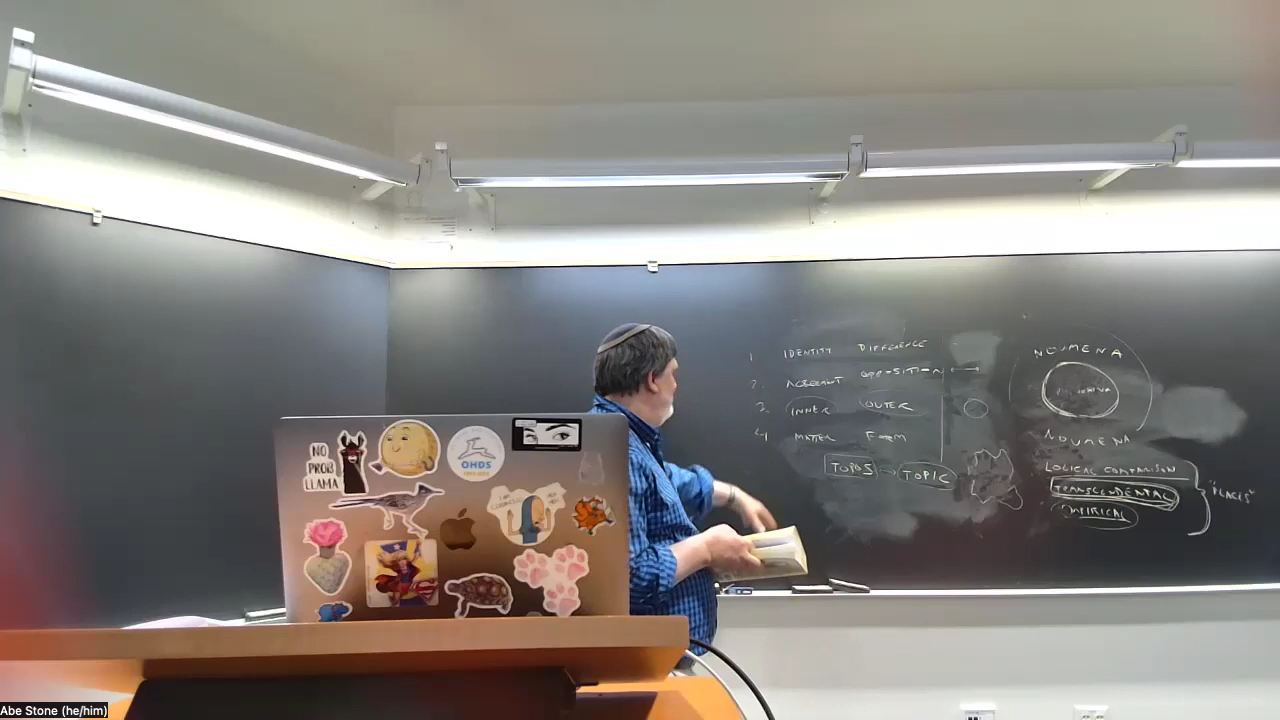 1. IDENTITY DIFFERENCE
2. AGREEMENT OPPOSITION
3. INNER OUTER
4 MATTER FORM
TOPOS → TOPIC
NOUMENA
NOUMENA
LOGICAL COMPARISON
TRANSCENDENTAL
EMPIRICAL
"PLACES"
NO
PROB
LLAMA
OHDS
Abe Stone (he/him)